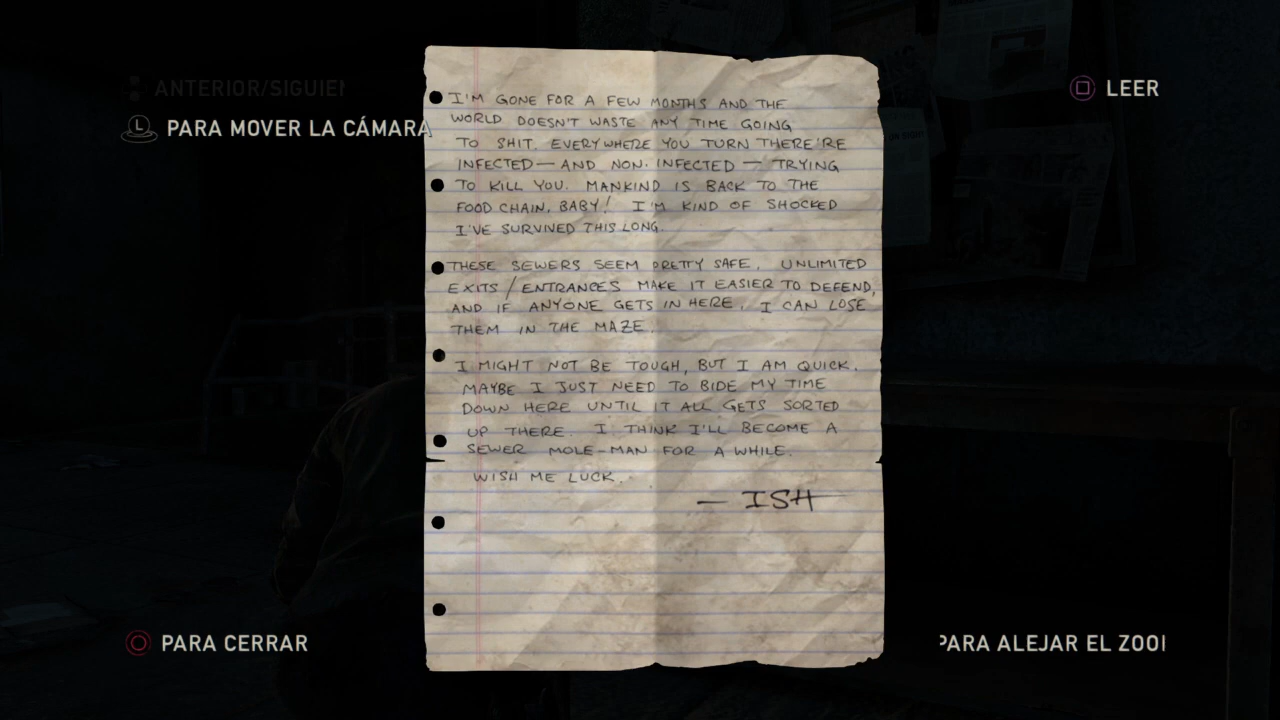 ANTERIOR/SIGUIEN
PARA MOVER LA CÁMARA
LEER
I'M GONE FOR A FEW MONTHS AND THE
WORLD DOESN'T WASTE ANY TIME GOING
TO SHIT. EVERYWHERE YOU TURN THERE'RE
INFECTED — AND NON-INFECTED — TRYING
TO KILL YOU. MANKIND IS BACK TO THE
FOOD CHAIN, BABY! I'M KIND OF SHOCKED
I'VE SURVIVED THIS LONG.
THESE SEWERS SEEM PRETTY SAFE. UNLIMITED
EXITS / ENTRANCES MAKE IT EASIER TO DEFEND,
AND IF ANYONE GETS IN HERE, I CAN LOSE
THEM IN THE MAZE.
I MIGHT NOT BE TOUGH, BUT I AM QUICK.
MAYBE I JUST NEED TO BIDE MY TIME
DOWN HERE UNTIL IT ALL GETS SORTED
UP THERE. I THINK I'LL BECOME A
SEWER MOLE-MAN FOR A WHILE.
WISH ME LUCK.
— ISH
PARA CERRAR
PARA ALEJAR EL ZOO